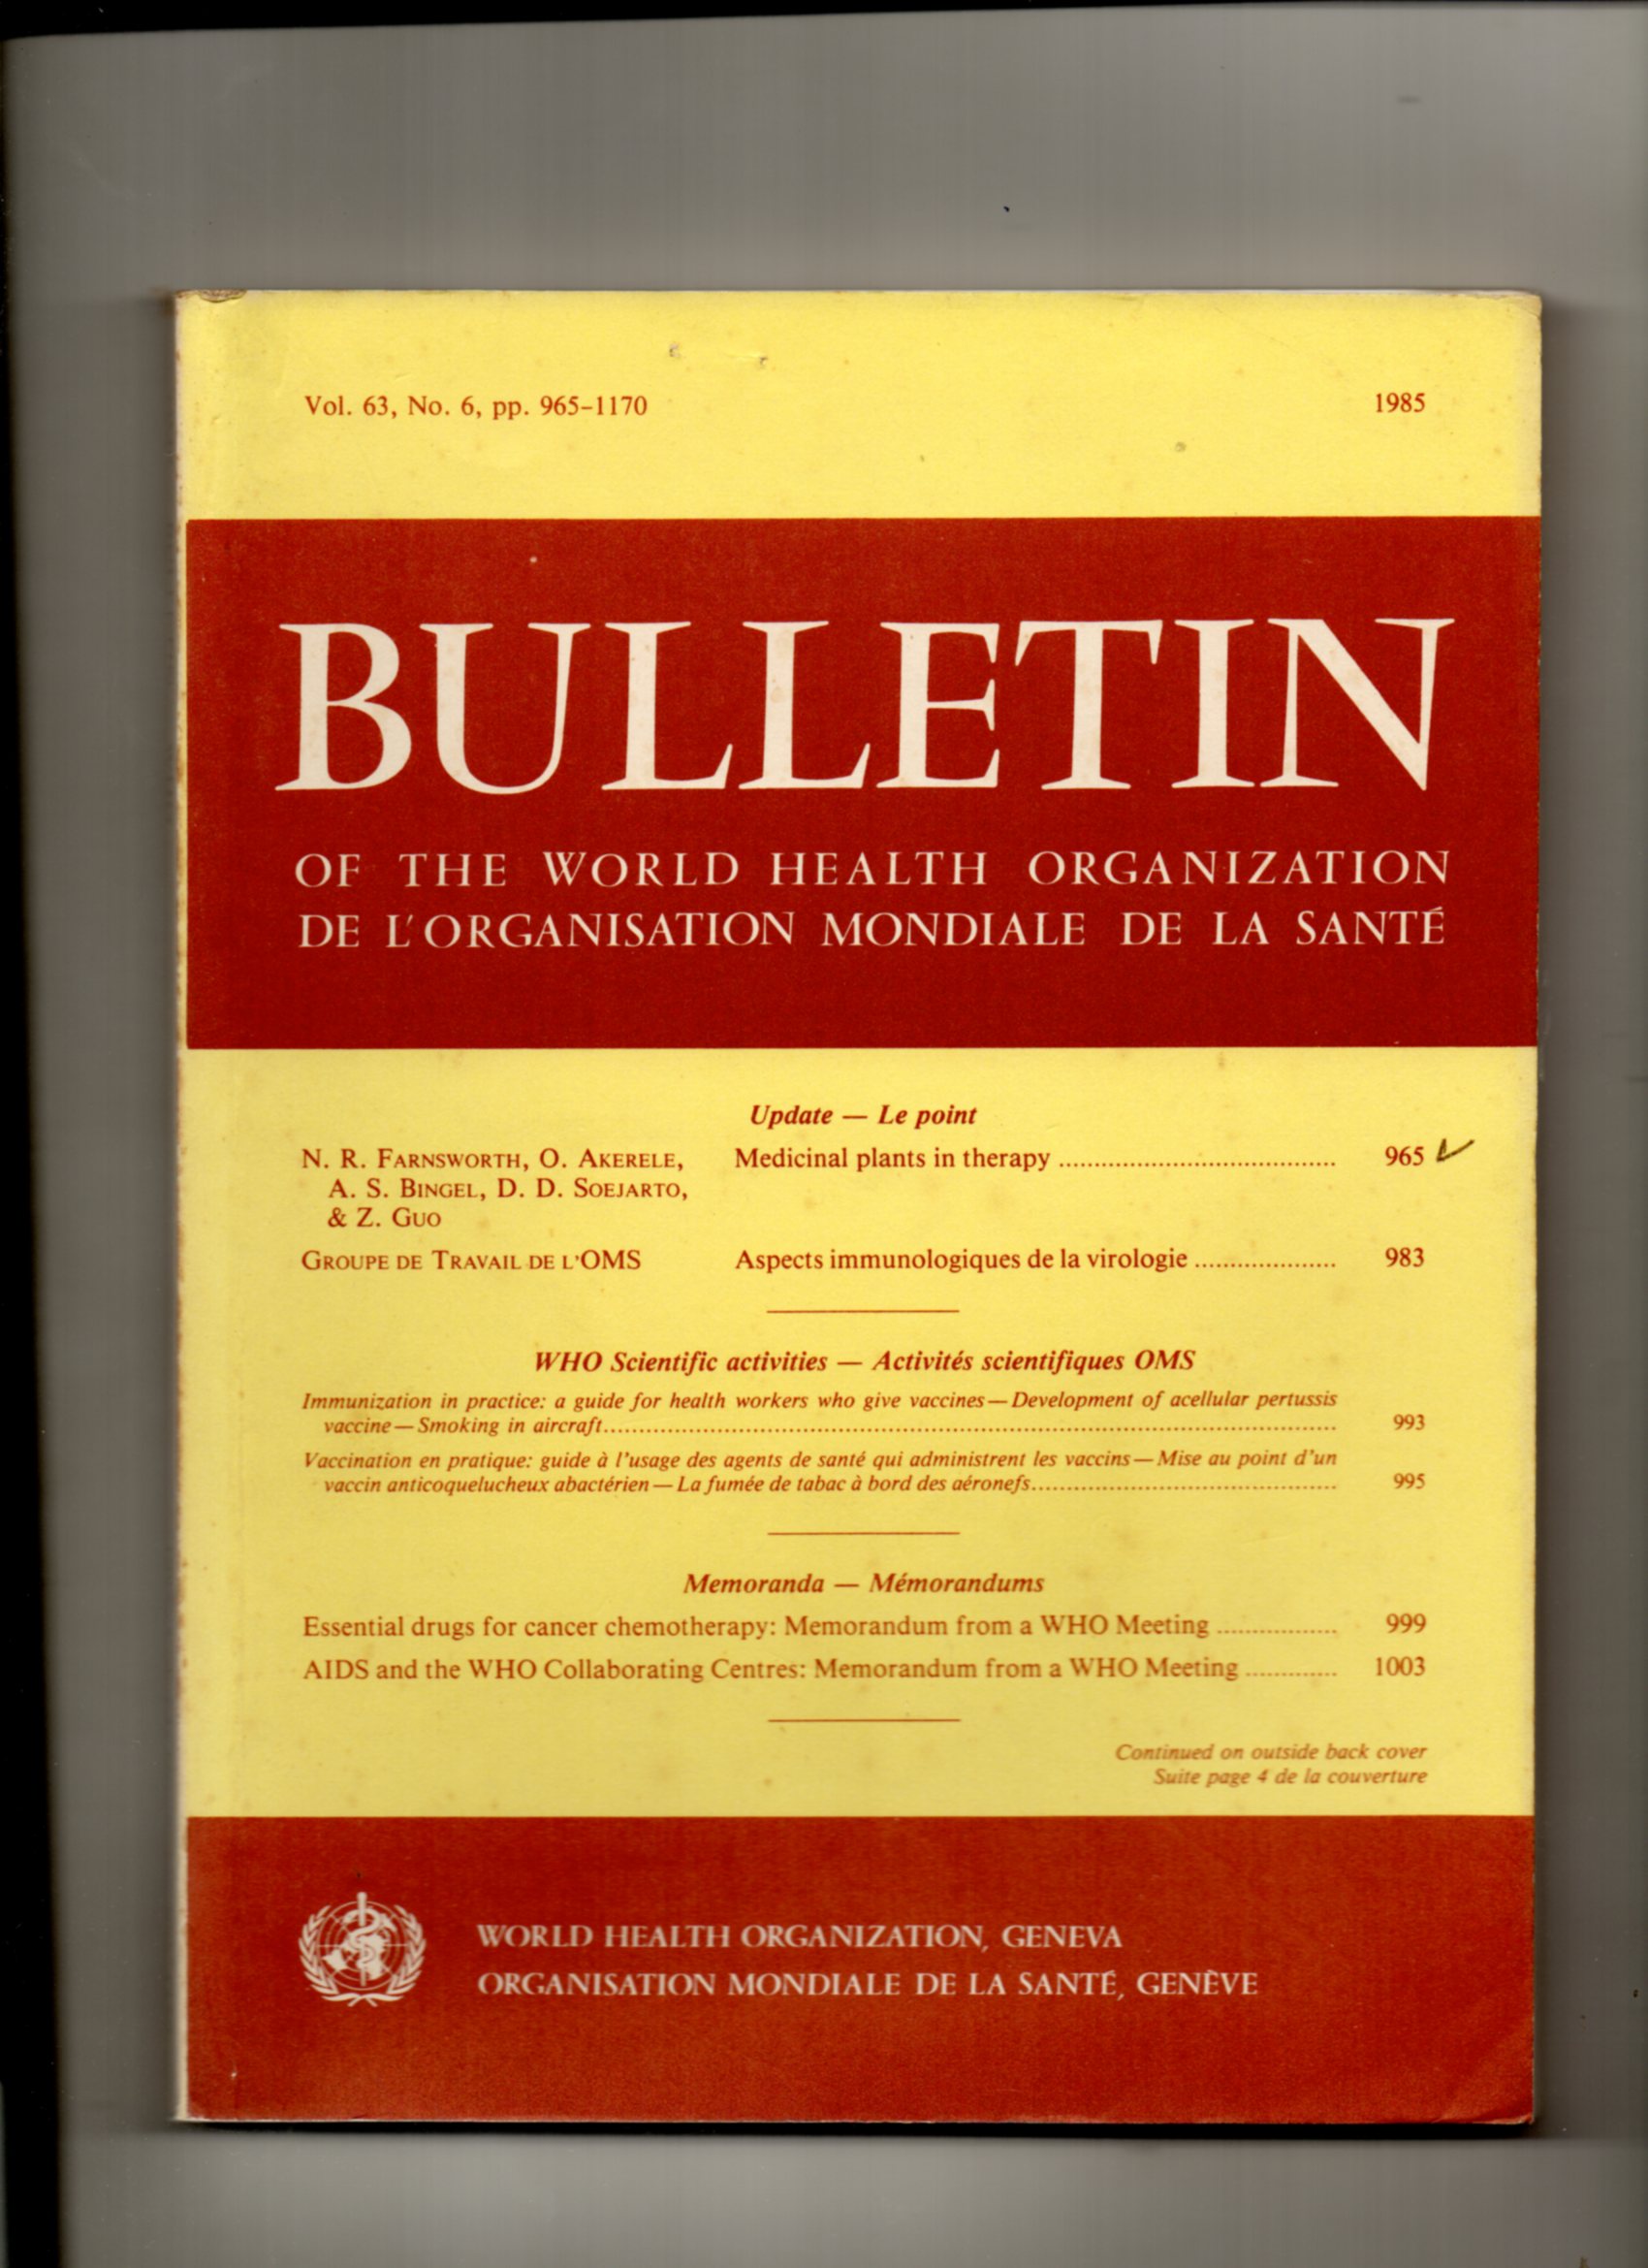 Vol. 63, No. 6, pp. 965–1170 1985
BULLETIN
OF THE WORLD HEALTH ORGANIZATION
DE L'ORGANISATION MONDIALE DE LA SANTÉ
Update — Le point
N. R. FARNSWORTH, O. AKERELE, Medicinal plants in therapy ........................................ 965
A. S. BINGEL, D. D. SOEJARTO,
& Z. GUO
GROUPE DE TRAVAIL DE L'OMS Aspects immunologiques de la virologie .................... 983
WHO Scientific activities — Activités scientifiques OMS
Immunization in practice: a guide for health workers who give vaccines — Development of acellular pertussis
vaccine — Smoking in aircraft........................................ 993
Vaccination en pratique: guide à l'usage des agents de santé qui administrent les vaccins — Mise au point d'un
vaccin anticoquelucheux abactérien — La fumée de tabac à bord des aéronefs........................................ 995
Memoranda — Mémorandums
Essential drugs for cancer chemotherapy: Memorandum from a WHO Meeting ................. 999
AIDS and the WHO Collaborating Centres: Memorandum from a WHO Meeting ............. 1003
Continued on outside back cover
Suite page 4 de la couverture
WORLD HEALTH ORGANIZATION, GENEVA
ORGANISATION MONDIALE DE LA SANTÉ, GENÈVE